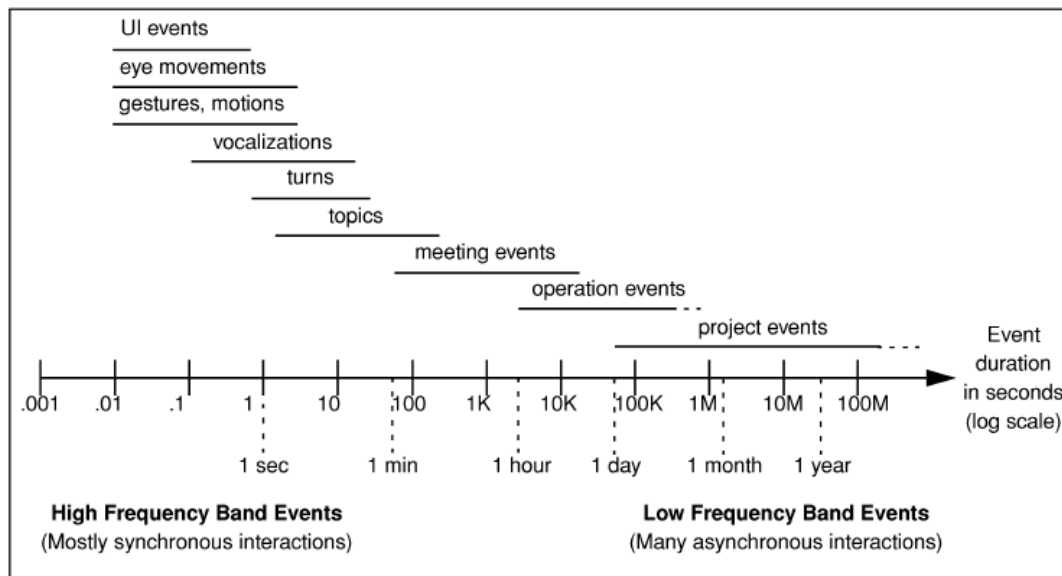 UI events
eye movements
gestures, motions
vocalizations
turns
topics
meeting events
operation events
project events
Event
duration
in seconds
(log scale)
.001 .01 .1 1 10 100 1K 10K 100K 1M 10M 100M
1 sec 1 min 1 hour 1 day 1 month 1 year
High Frequency Band Events
(Mostly synchronous interactions)
Low Frequency Band Events
(Many asynchronous interactions)